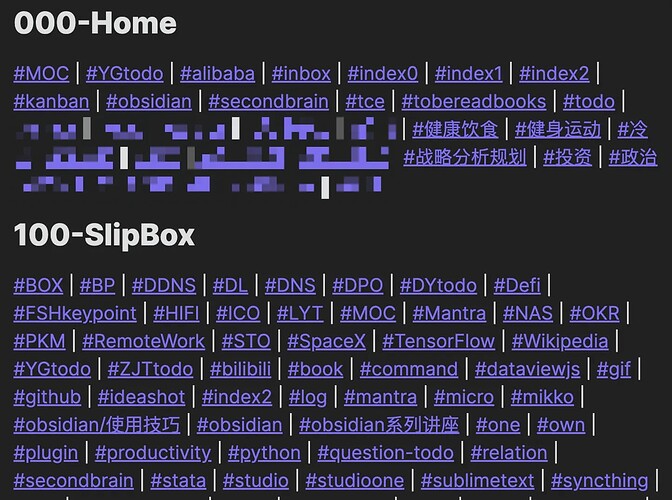 000-Home
#MOC | #YGtodo | #alibaba | #inbox | #index0 | #index1 | #index2 |
#kanban | #obsidian | #secondbrain | #tce | #tobereadbooks | #todo |
| #健康饮食 | #健身运动 | #冷
#战略分析规划 | #投资 | #政治
100-SlipBox
#BOX | #BP | #DDNS | #DL | #DNS | #DPO | #DYtodo | #Defi |
#FSHkeypoint | #HIFI | #ICO | #LYT | #MOC | #Mantra | #NAS | #OKR |
#PKM | #RemoteWork | #STO | #SpaceX | #TensorFlow | #Wikipedia |
#YGtodo | #ZJTtodo | #bilibili | #book | #command | #dataviewjs | #gif |
#github | #ideashot | #index2 | #log | #mantra | #micro | #mikko |
#obsidian/使用技巧 | #obsidian | #obsidian系列讲座 | #one | #own |
#plugin | #productivity | #python | #question-todo | #relation |
#secondbrain | #stata | #studio | #studioone | #sublimetext | #syncthing |